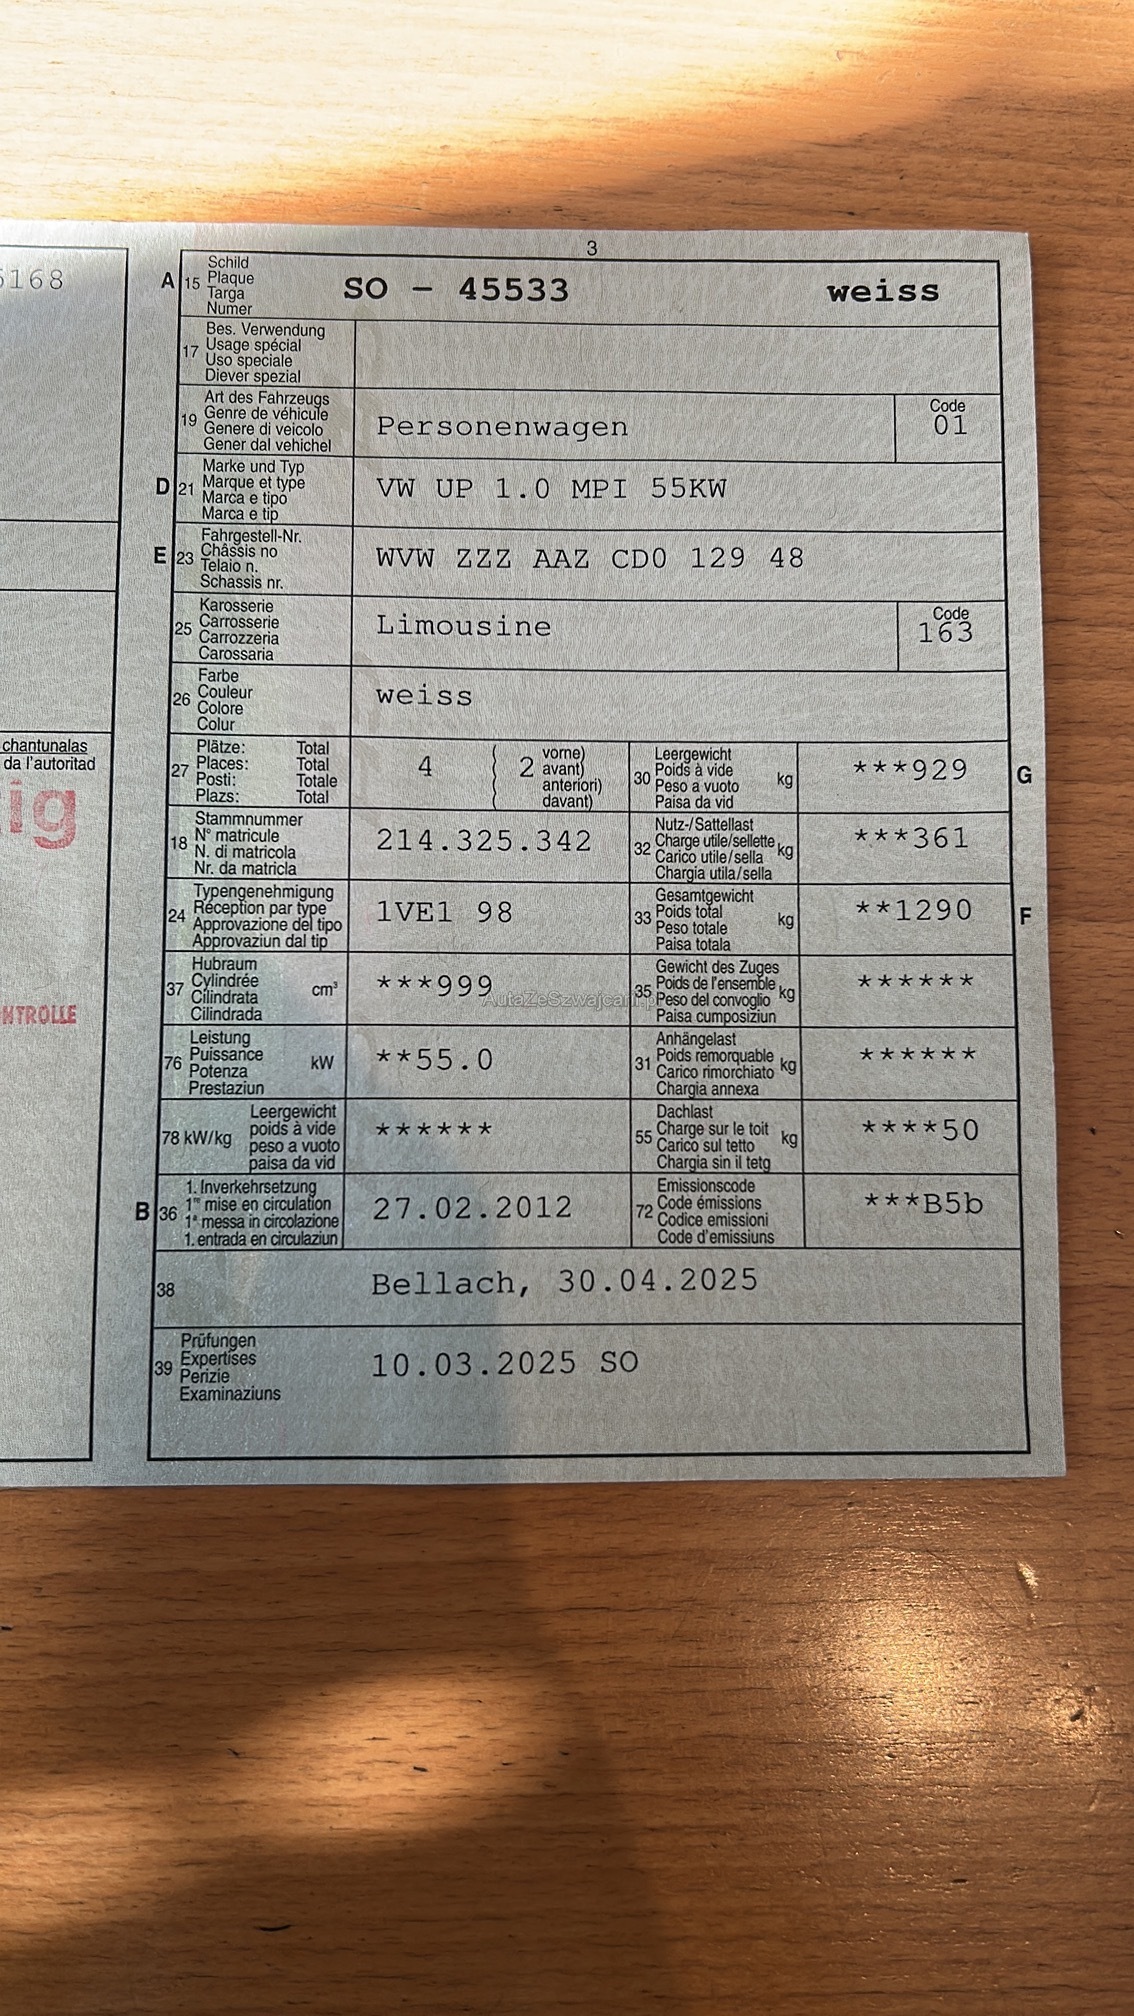 5168
chantunalas
da l'autoritad
ig
NTROLLE
3
A 15 Schild
Plaque
Targa
Numer
SO - 45533 weiss
17 Bes. Verwendung
Usage spécial
Uso speciale
Diever spezial
19 Art des Fahrzeugs
Genre de véhicule
Genere di veicolo
Gener dal vehichel
Personenwagen
Code
01
D 21 Marke und Typ
Marque et type
Marca e tipo
Marca e tip
VW UP 1.0 MPI 55KW
E 23 Fahrgestell-Nr.
Châssis no
Telaio n.
Schassis nr.
WVW ZZZ AAZ CD0 129 48
25 Karosserie
Carrosserie
Carrozzeria
Carossaria
Limousine
Code
163
26 Farbe
Couleur
Colore
Colur
weiss
27 Plätze: Total
Places: Total
Posti: Totale
Plazs: Total
4 ( 2 vorne)
avant)
anteriori)
davant)
30 Leergewicht
Poids à vide
Peso a vuoto
Paisa da vid
kg
***929 G
18 Stammnummer
N° matricule
N. di matricola
Nr. da matricla
214.325.342
32 Nutz-/Sattellast
Charge utile/sellette
Carico utile/sella
Chargia utila/sella
kg
***361
24 Typengenehmigung
Réception par type
Approvazione del tipo
Approvaziun dal tip
1VE1 98
33 Gesamtgewicht
Poids total
Peso totale
Paisa totala
kg
**1290 F
37 Hubraum
Cylindrée
Cilindrata
Cilindrada
cm³
***999
AutaZeSzwajcarii.pl
35 Gewicht des Zuges
Poids de l'ensemble
Peso del convoglio
Paisa cumposiziun
kg
******
76 Leistung
Puissance
Potenza
Prestaziun
kW
**55.0
31 Anhängelast
Poids remorquable
Carico rimorchiato
Chargia annexa
kg
******
78 kW/kg Leergewicht
poids à vide
peso a vuoto
paisa da vid
******
55 Dachlast
Charge sur le toit
Carico sul tetto
Chargia sin il tetg
kg
****50
B 36 1. Inverkehrsetzung
1re mise en circulation
1a messa in circolazione
1. entrada en circulaziun
27.02.2012
72 Emissionscode
Code émissions
Codice emissioni
Code d'emissiuns
***B5b
38 Bellach, 30.04.2025
39 Prüfungen
Expertises
Perizie
Examinaziuns
10.03.2025 SO